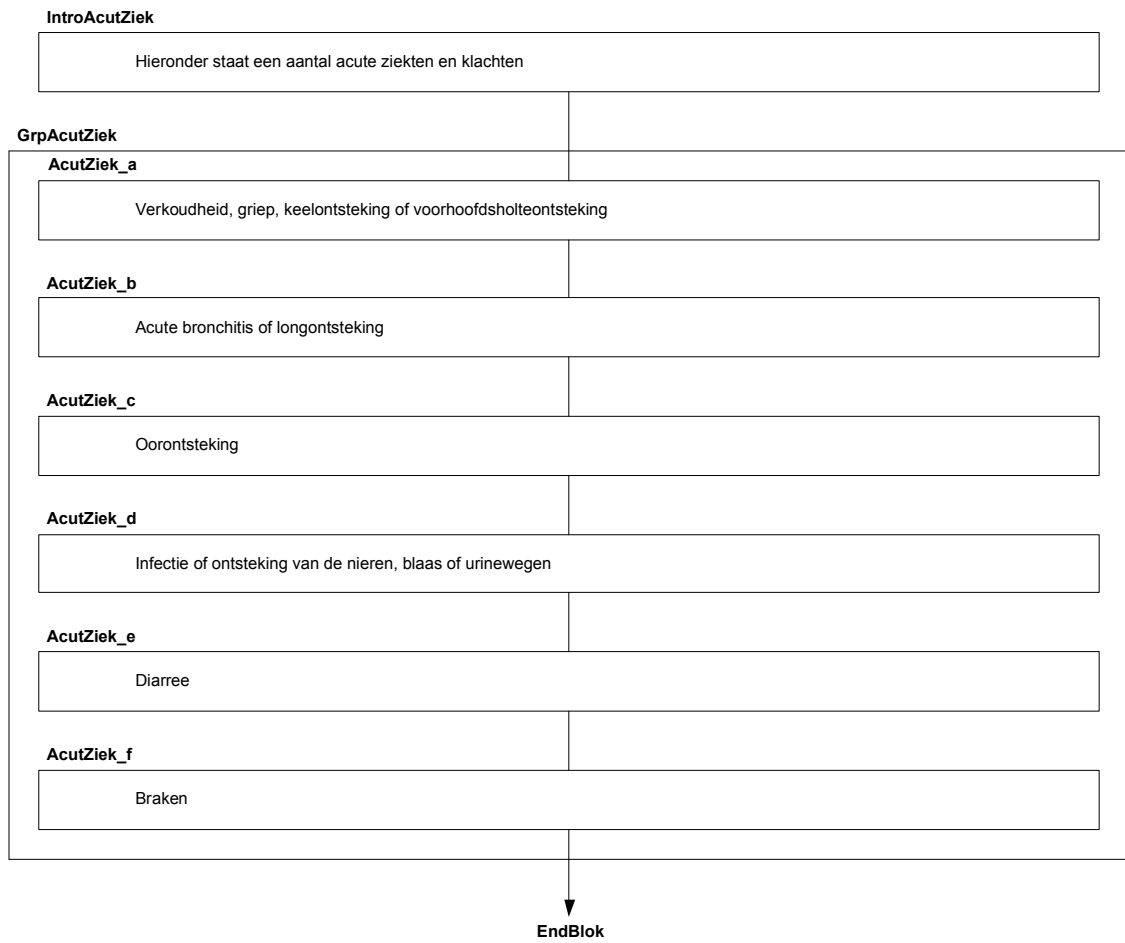 IntroAcutZiek
Hieronder staat een aantal acute ziekten en klachten
GrpAcutZiek
AcutZiek_a
Verkoudheid, griep, keelontsteking of voorhoofdsholteontsteking
AcutZiek_b
Acute bronchitis of longontsteking
AcutZiek_c
Oorontsteking
AcutZiek_d
Infectie of ontsteking van de nieren, blaas of urinewegen
AcutZiek_e
Diarree
AcutZiek_f
Braken
EndBlok